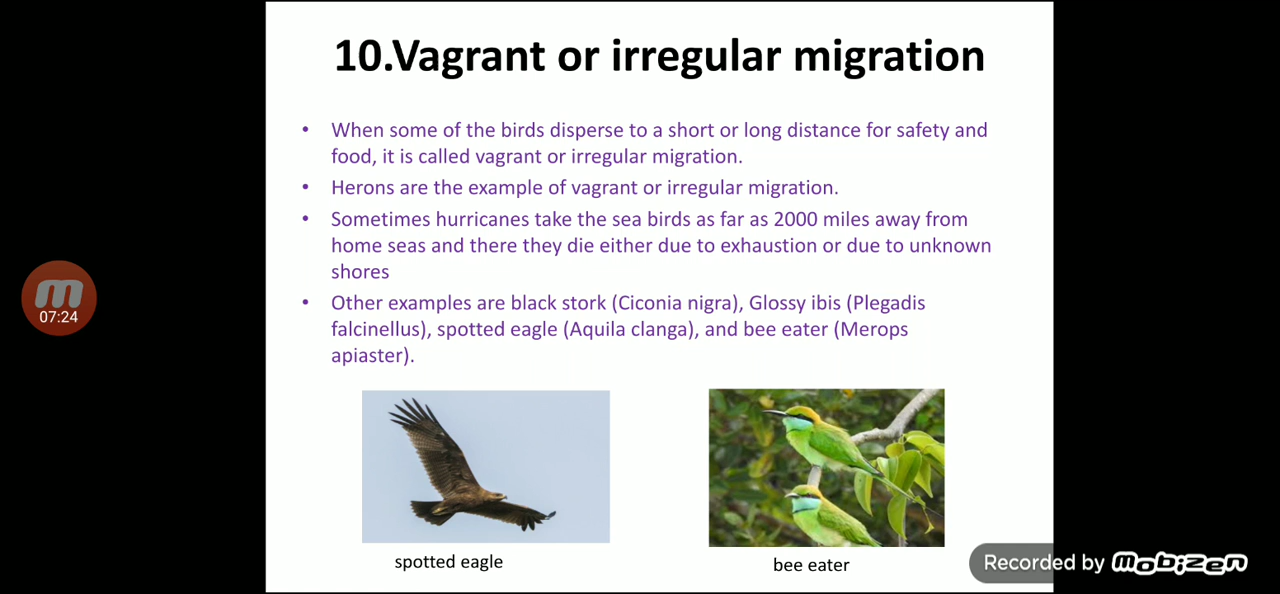 10.Vagrant or irregular migration
• When some of the birds disperse to a short or long distance for safety and
food, it is called vagrant or irregular migration.
• Herons are the example of vagrant or irregular migration.
• Sometimes hurricanes take the sea birds as far as 2000 miles away from
home seas and there they die either due to exhaustion or due to unknown
shores
• Other examples are black stork (Ciconia nigra), Glossy ibis (Plegadis
falcinellus), spotted eagle (Aquila clanga), and bee eater (Merops
apiaster).
m
07:24
spotted eagle
bee eater
Recorded by mobizen